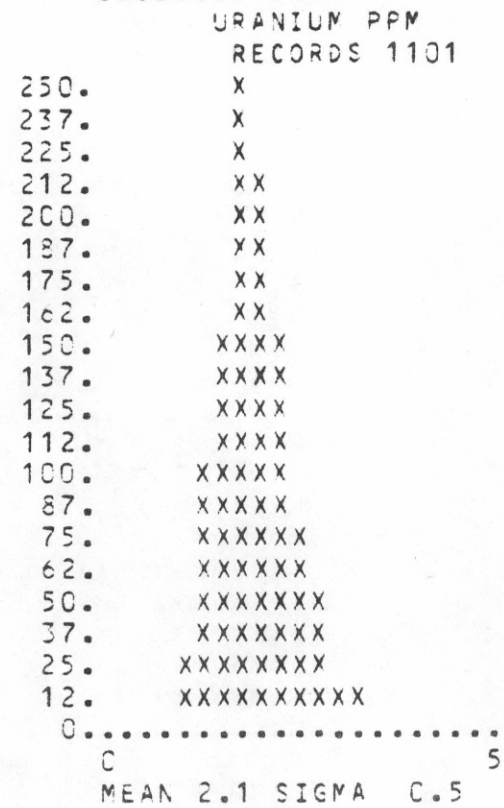 URANIUM PPM
RECORDS 1101
250. X
237. X
225. X
212. XX
200. XX
187. XX
175. XX
162. XX
150. XXXX
137. XXXX
125. XXXX
112. XXXX
100. XXXXX
87. XXXXX
75. XXXXXX
62. XXXXXX
50. XXXXXXX
37. XXXXXXX
25. XXXXXXXX
12. XXXXXXXXXX
0.....................
0 5
MEAN 2.1 SIGMA 0.5